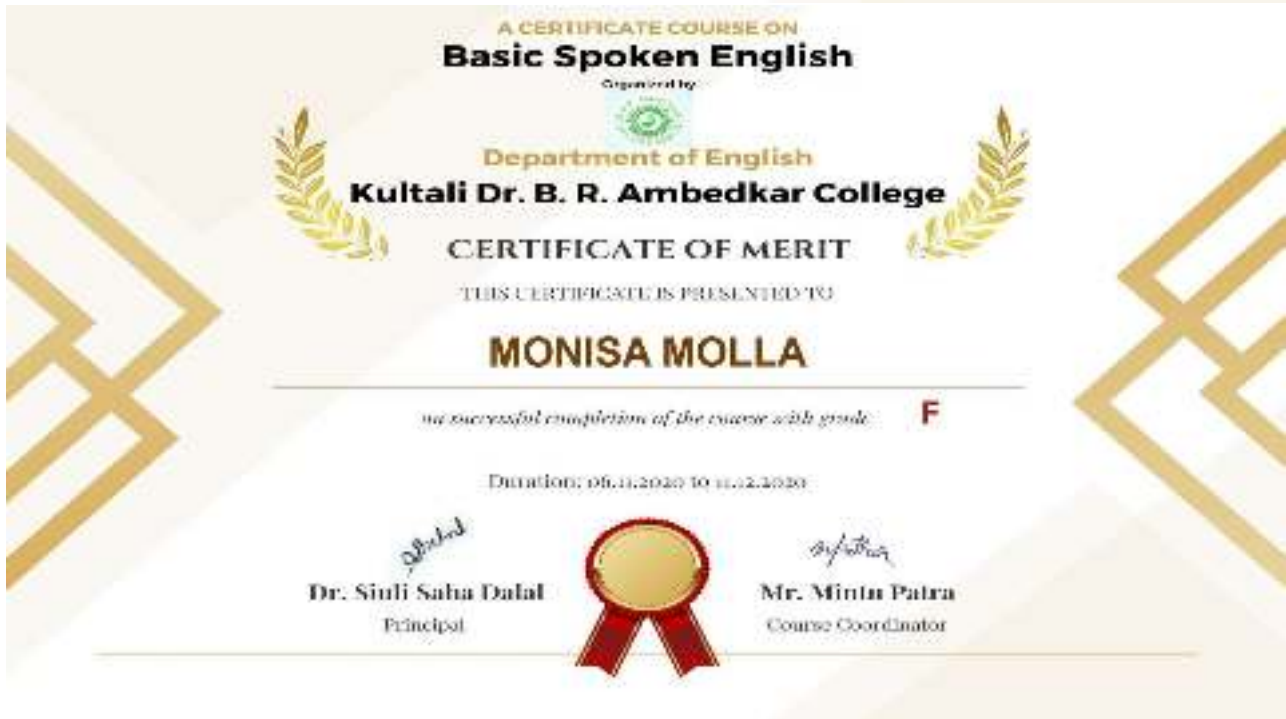 A CERTIFICATE COURSE ON
Basic Spoken English
Organized by
Department of English
Kultali Dr. B. R. Ambedkar College
CERTIFICATE OF MERIT
THIS CERTIFICATE IS PRESENTED TO
MONISA MOLLA
on successful completion of the course with grade F
Duration: 06.11.2020 to 11.12.2020
Dr. Siuli Saha Dalal Mr. Mintu Patra
Principal Course Coordinator